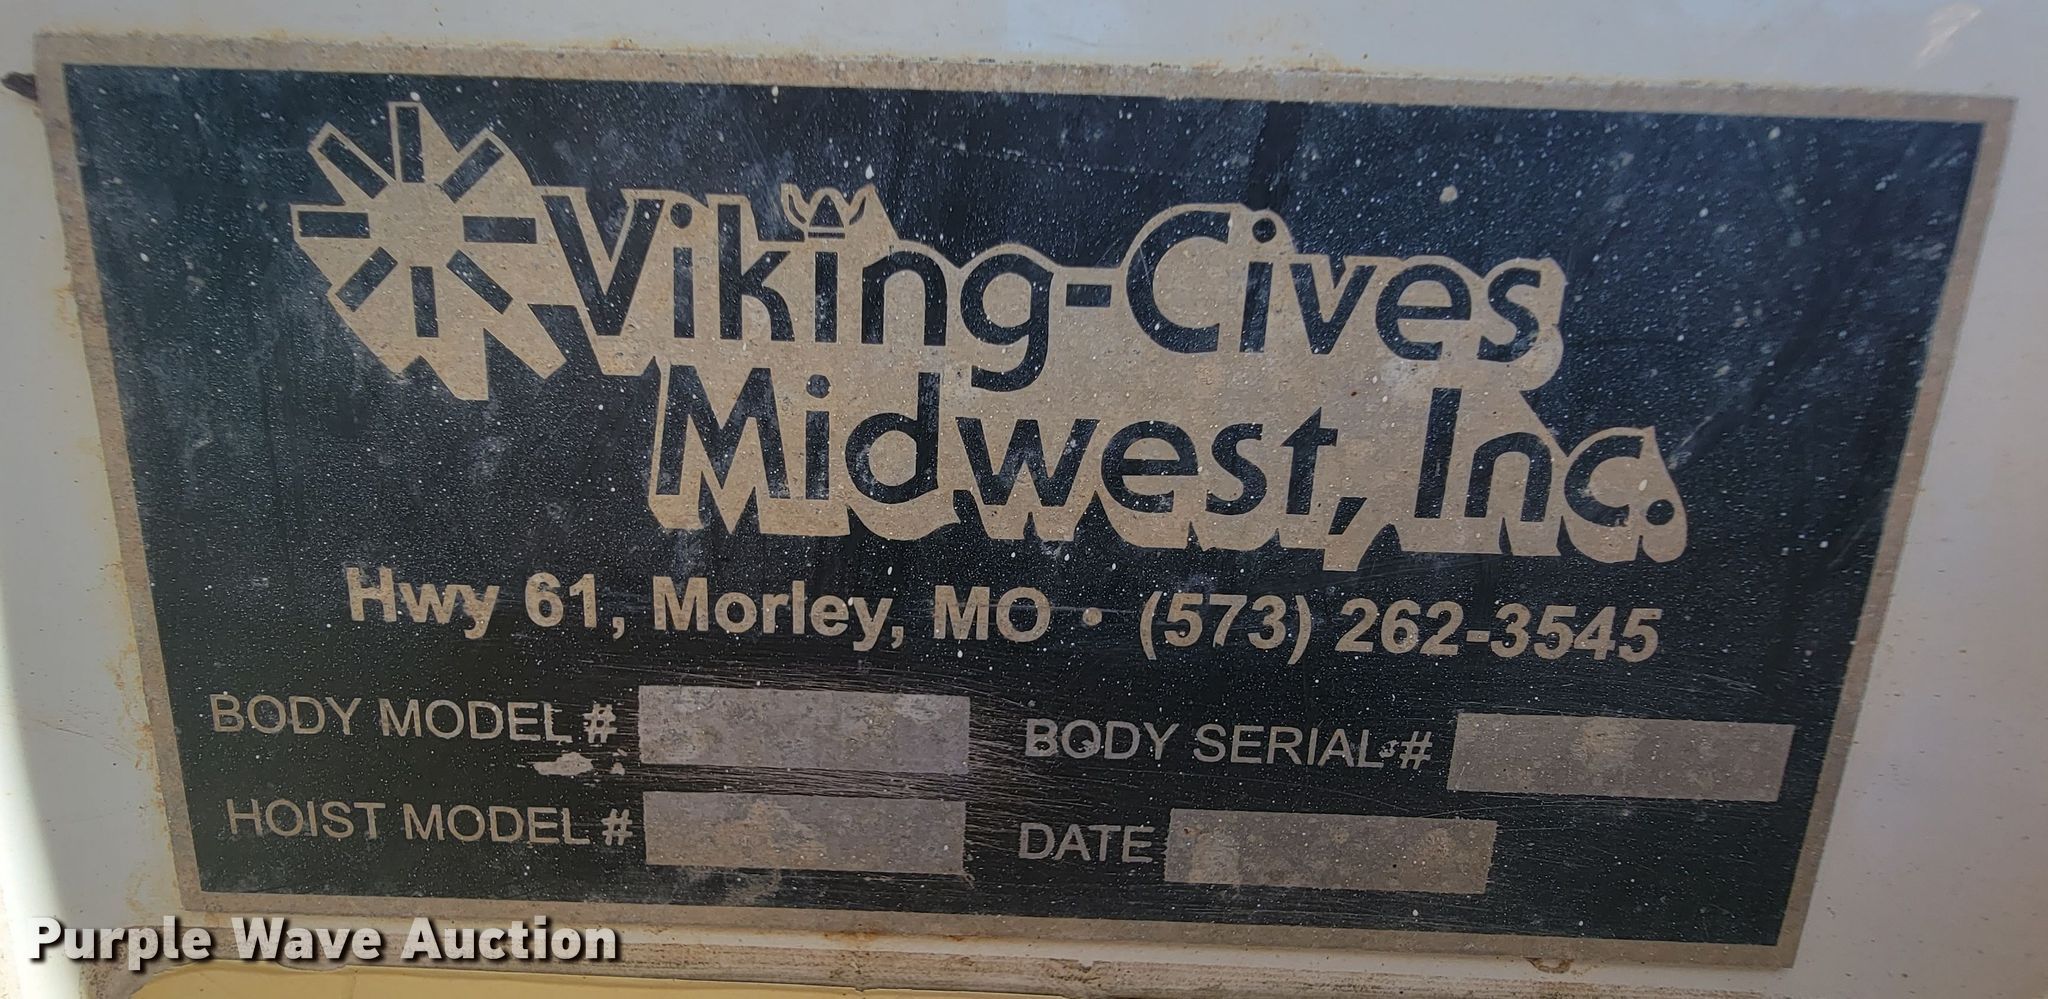 Viking-Cives
Midwest, Inc.
Hwy 61, Morley, MO • (573) 262-3545
BODY MODEL # BODY SERIAL #
HOIST MODEL # DATE
Purple Wave Auction